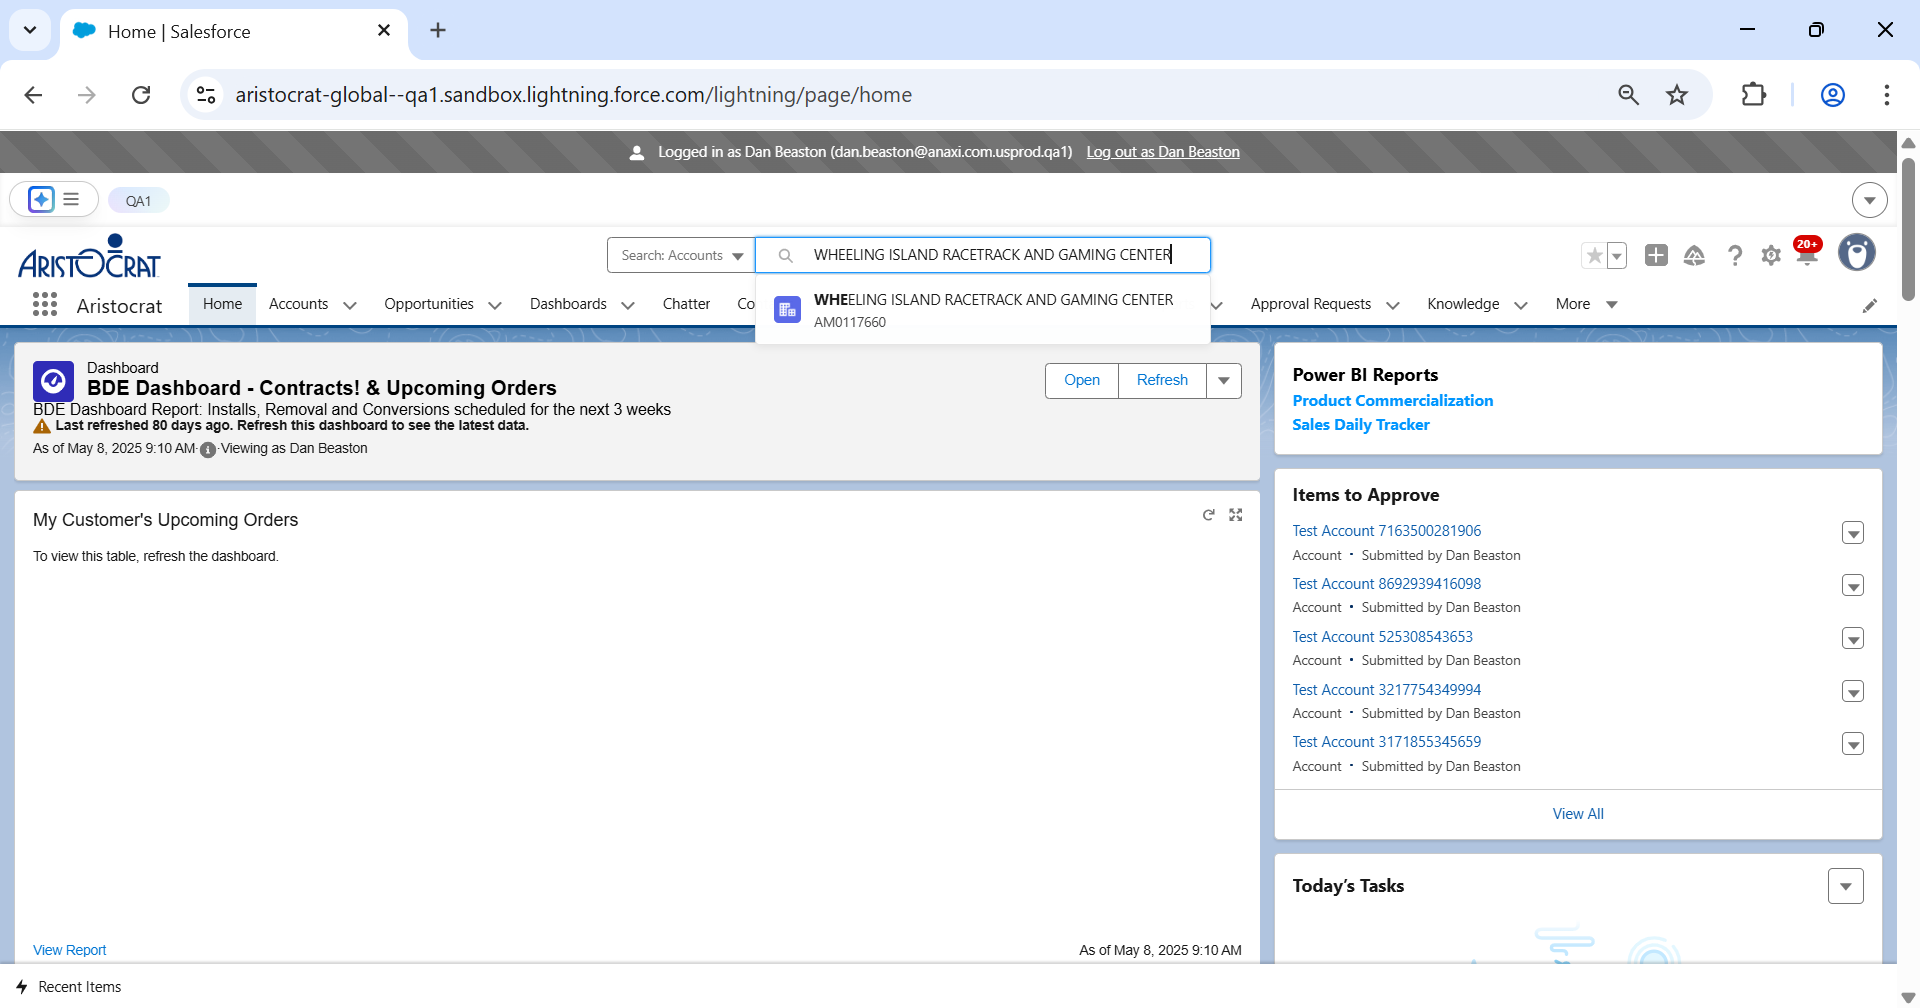 Home | Salesforce
aristocrat-global--qa1.sandbox.lightning.force.com/lightning/page/home
Logged in as Dan Beaston (dan.beaston@anaxi.com.usprod.qa1) Log out as Dan Beaston
QA1
ARISTOCRAT
Search: Accounts
WHEELING ISLAND RACETRACK AND GAMING CENTER
20+
Aristocrat
Home
Accounts
Opportunities
Dashboards
Chatter
Co
Approval Requests
Knowledge
More
WHEELING ISLAND RACETRACK AND GAMING CENTER
AM0117660
Dashboard
BDE Dashboard - Contracts! & Upcoming Orders
BDE Dashboard Report: Installs, Removal and Conversions scheduled for the next 3 weeks
Last refreshed 80 days ago. Refresh this dashboard to see the latest data.
As of May 8, 2025 9:10 AM·Viewing as Dan Beaston
Open
Refresh
My Customer's Upcoming Orders
To view this table, refresh the dashboard.
View Report
As of May 8, 2025 9:10 AM
Power BI Reports
Product Commercialization
Sales Daily Tracker
Items to Approve
Test Account 7163500281906
Account • Submitted by Dan Beaston
Test Account 8692939416098
Account • Submitted by Dan Beaston
Test Account 525308543653
Account • Submitted by Dan Beaston
Test Account 3217754349994
Account • Submitted by Dan Beaston
Test Account 3171855345659
Account • Submitted by Dan Beaston
View All
Today's Tasks
Recent Items